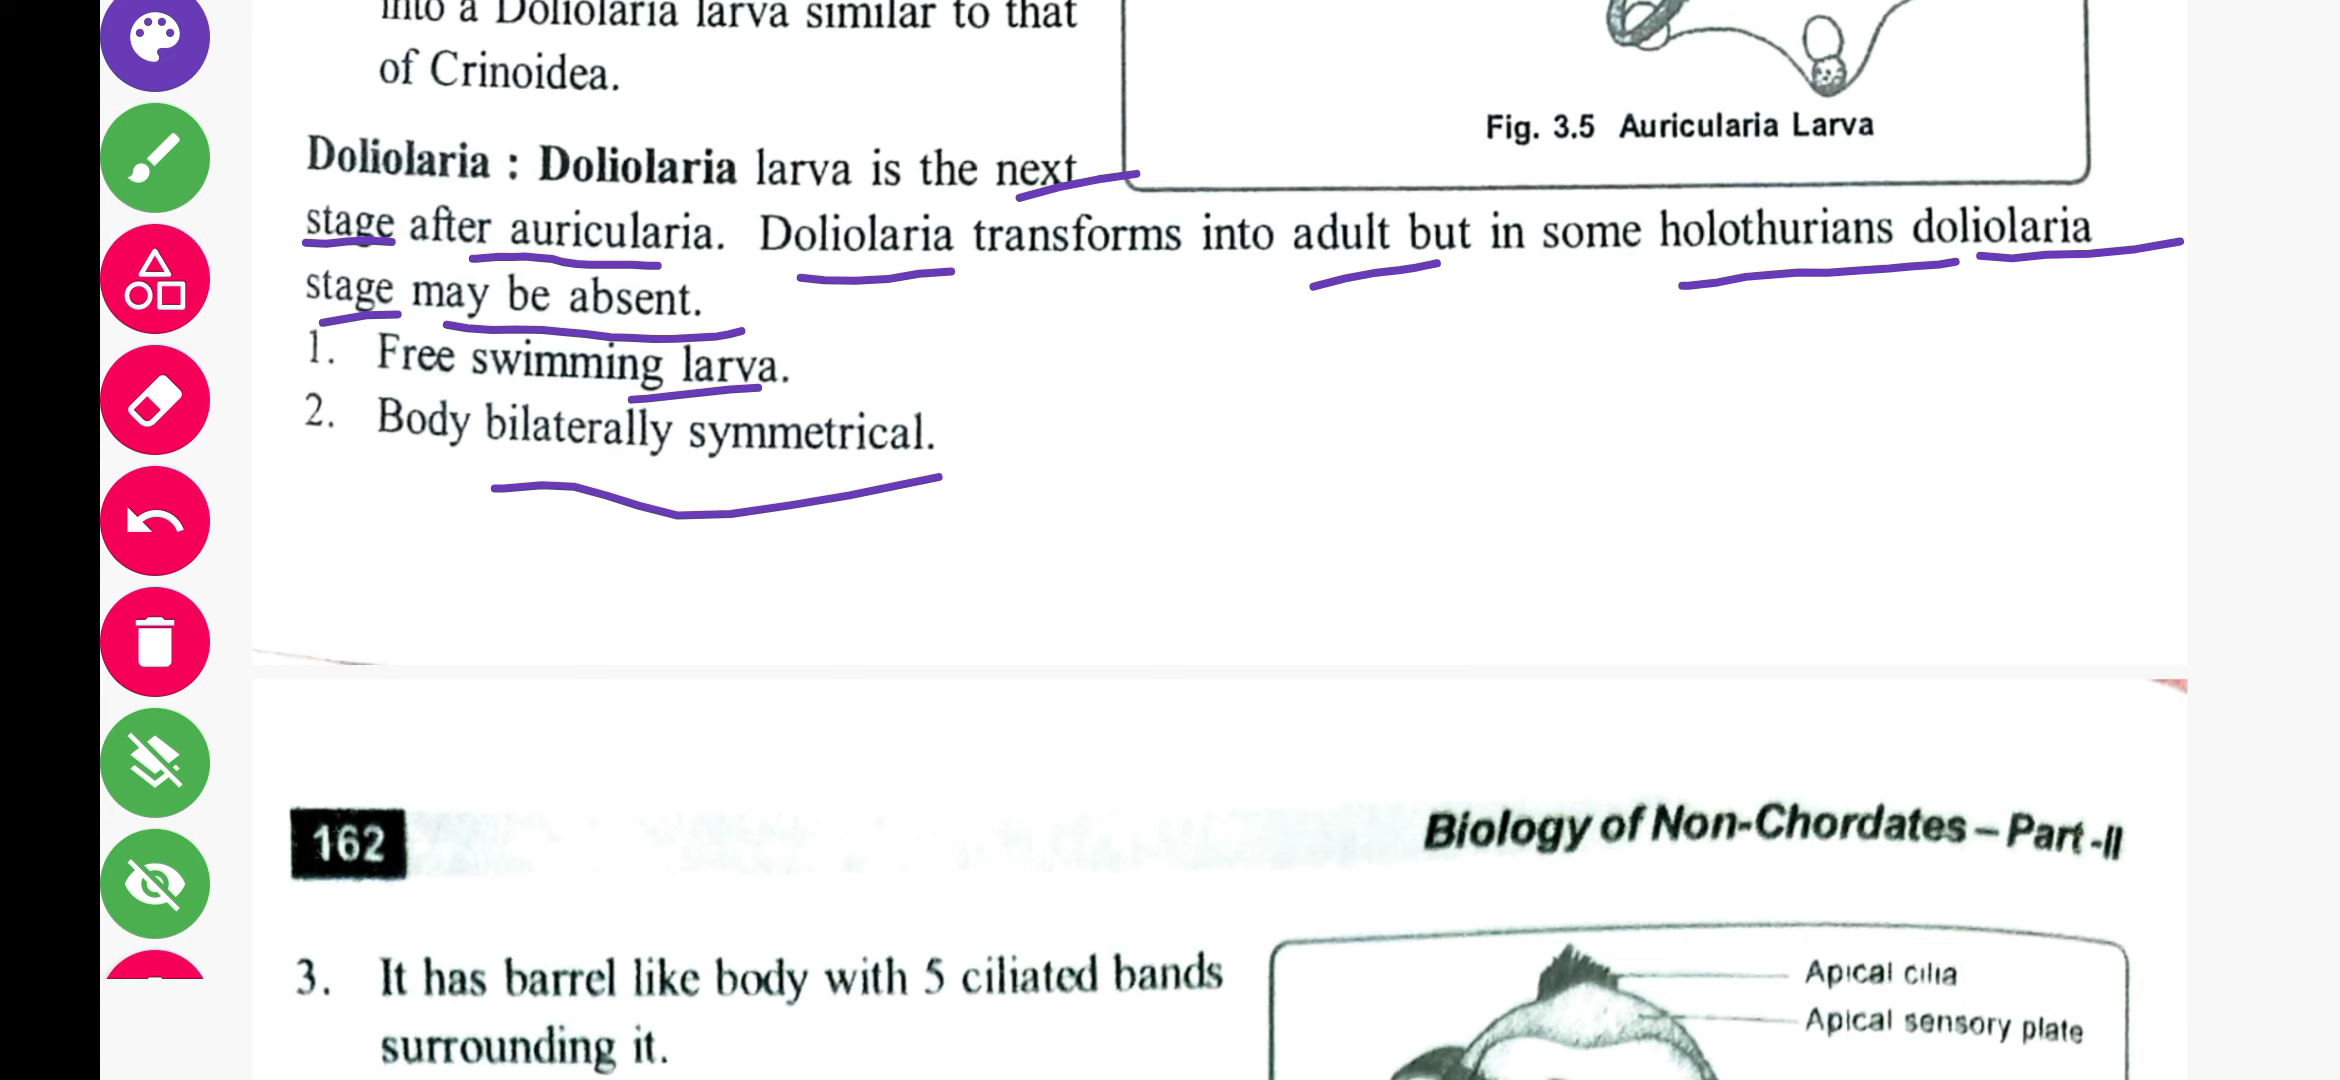 into a Doliolaria larva similar to that
of Crinoidea.
Fig. 3.5 Auricularia Larva
Doliolaria : Doliolaria larva is the next
stage after auricularia. Doliolaria transforms into adult but in some holothurians doliolaria
stage may be absent.
1. Free swimming larva.
2. Body bilaterally symmetrical.
162
Biology of Non-Chordates – Part -II
3. It has barrel like body with 5 ciliated bands
surrounding it.
Apical cilia
Apical sensory plate